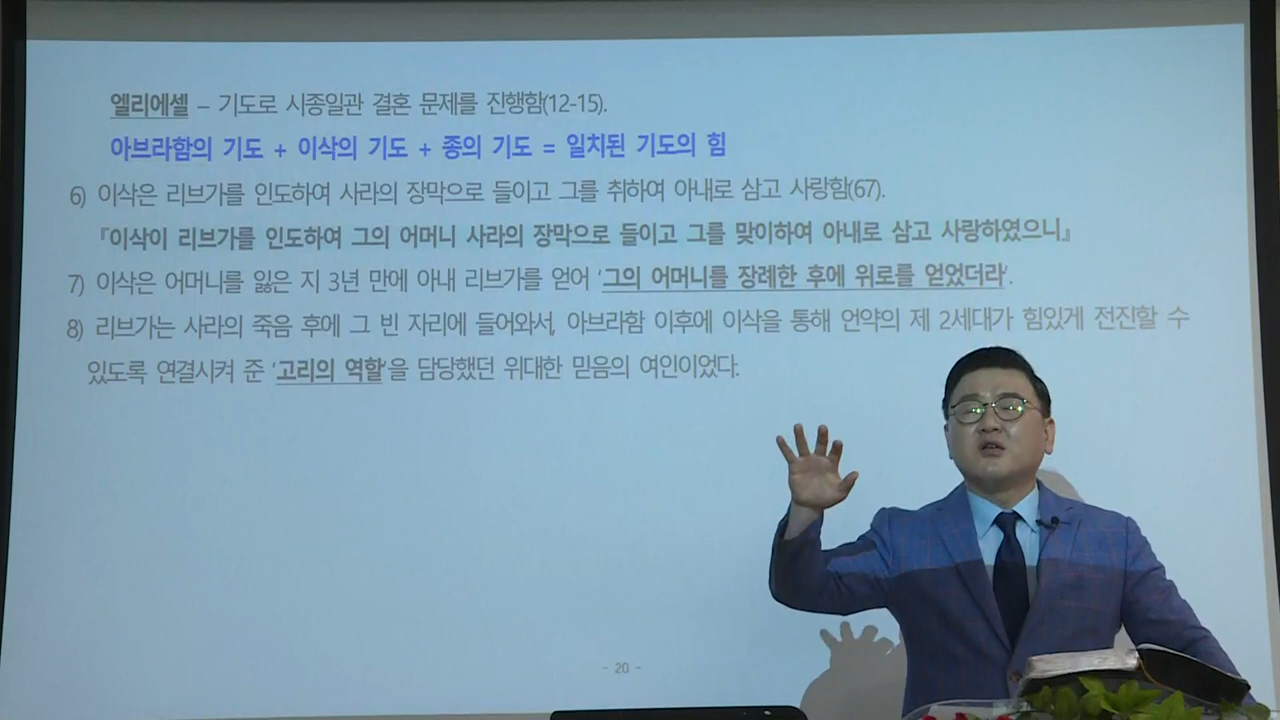 엘리에셀 – 기도로 시종일관 결혼 문제를 진행함(12-15).
아브라함의 기도 + 이삭의 기도 + 종의 기도 = 일치된 기도의 힘
6) 이삭은 리브가를 인도하여 사라의 장막으로 들이고 그를 취하여 아내로 삼고 사랑함(67).
『이삭이 리브가를 인도하여 그의 어머니 사라의 장막으로 들이고 그를 맞이하여 아내로 삼고 사랑하였으니』
7) 이삭은 어머니를 잃은 지 3년 만에 아내 리브가를 얻어 '그의 어머니를 장례한 후에 위로를 얻었더라'.
8) 리브가는 사라의 죽음 후에 그 빈 자리에 들어와서, 아브라함 이후에 이삭을 통해 언약의 제 2세대가 힘있게 전진할 수
있도록 연결시켜 준 '고리의 역할'을 담당했던 위대한 믿음의 여인이었다.
- 20 -